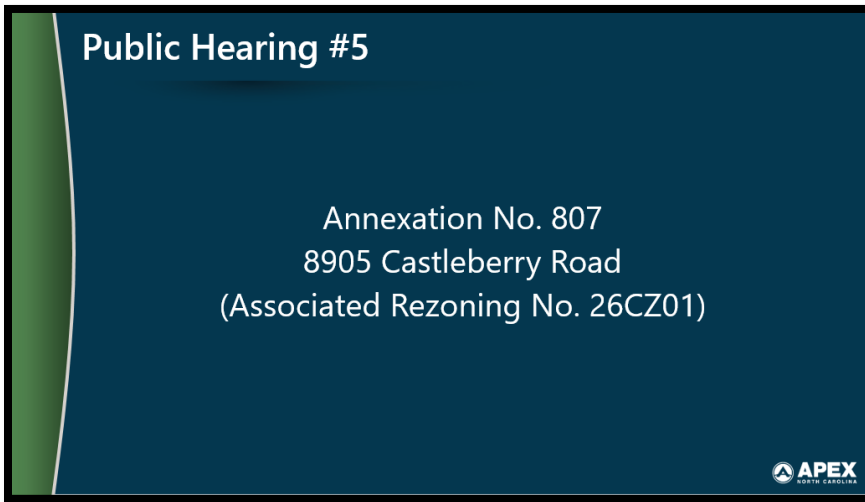 Public Hearing #5
Annexation No. 807
8905 Castleberry Road
(Associated Rezoning No. 26CZ01)
APEX
NORTH CAROLINA